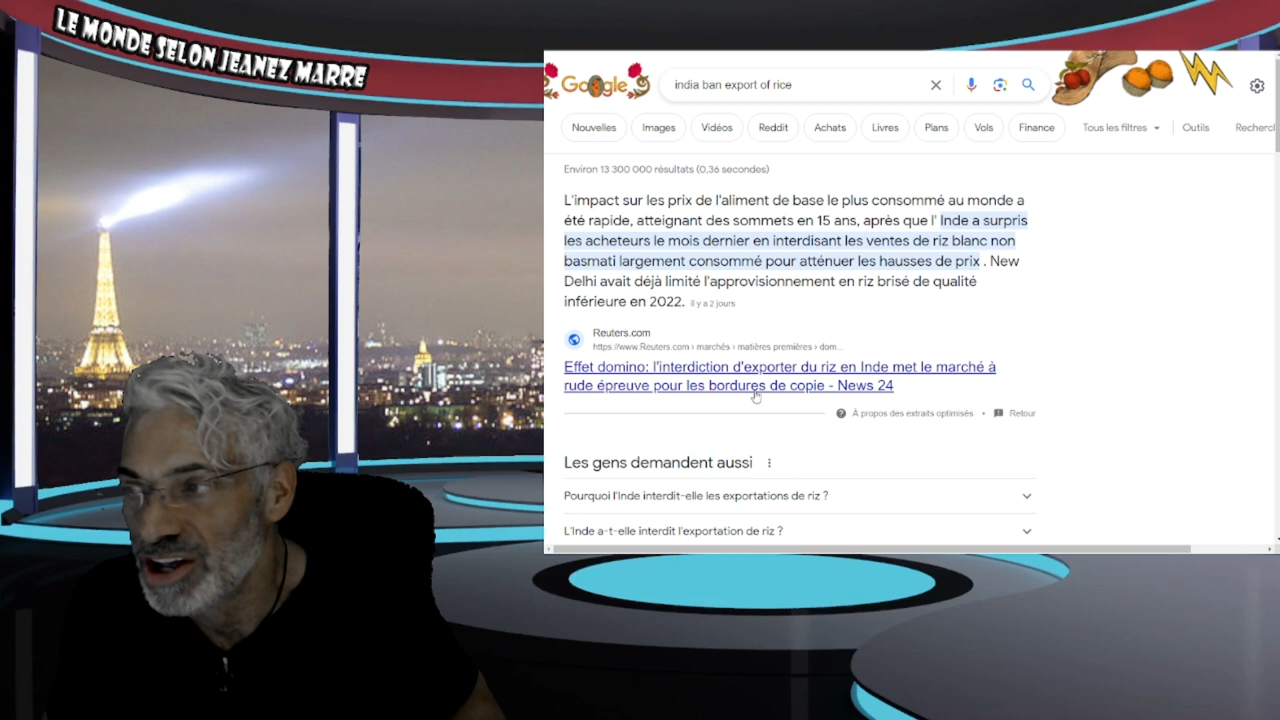 LE MONDE SELON JEANEZ MARRE
Google
india ban export of rice
Nouvelles Images Vidéos Reddit Achats Livres Plans Vols Finance Tous les filtres Outils Recherc
Environ 13 300 000 résultats (0,36 secondes)
L'impact sur les prix de l'aliment de base le plus consommé au monde a
été rapide, atteignant des sommets en 15 ans, après que l' Inde a surpris
les acheteurs le mois dernier en interdisant les ventes de riz blanc non
basmati largement consommé pour atténuer les hausses de prix . New
Delhi avait déjà limité l'approvisionnement en riz brisé de qualité
inférieure en 2022. il y a 2 jours
Reuters.com
https://www.Reuters.com › marchés › matières premières › dom...
Effet domino: l'interdiction d'exporter du riz en Inde met le marché à
rude épreuve pour les bordures de copie - News 24
À propos des extraits optimisés • Retour
Les gens demandent aussi
Pourquoi l'Inde interdit-elle les exportations de riz ?
L'Inde a-t-elle interdit l'exportation de riz ?